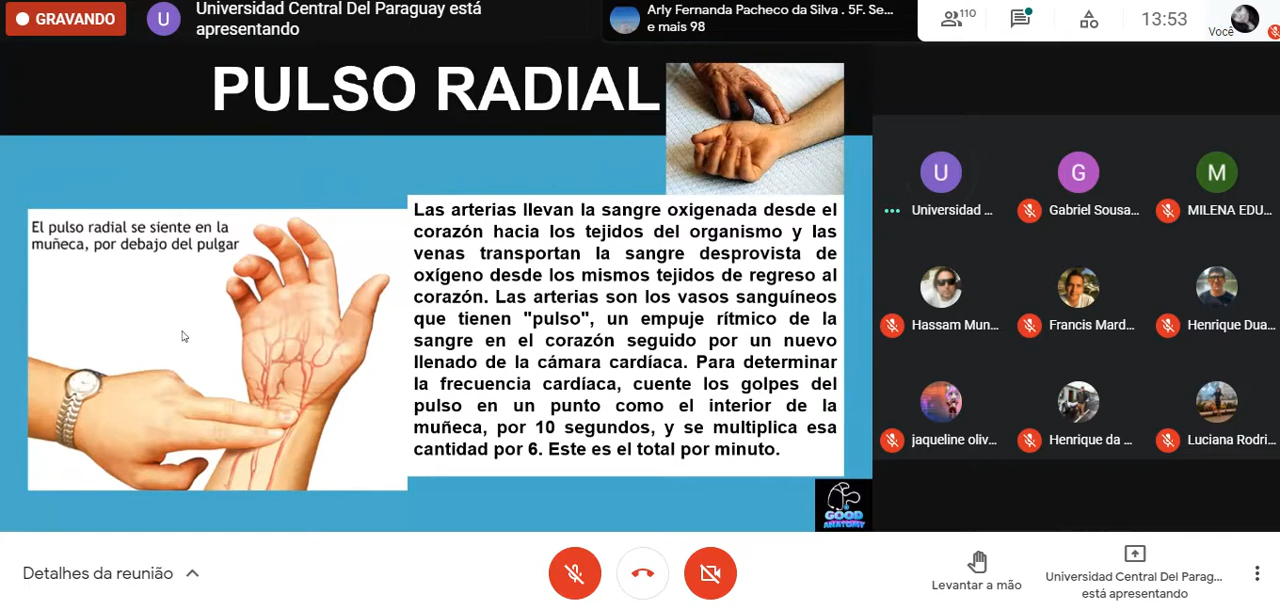 GRAVANDO
U
Universidad Central Del Paraguay está
apresentando
Arly Fernanda Pacheco da Silva . 5F. Se...
e mais 98
110
13:53
Você
PULSO RADIAL
El pulso radial se siente en la
muñeca, por debajo del pulgar
Las arterias llevan la sangre oxigenada desde el
corazón hacia los tejidos del organismo y las
venas transportan la sangre desprovista de
oxígeno desde los mismos tejidos de regreso al
corazón. Las arterias son los vasos sanguíneos
que tienen "pulso", un empuje rítmico de la
sangre en el corazón seguido por un nuevo
llenado de la cámara cardíaca. Para determinar
la frecuencia cardíaca, cuente los golpes del
pulso en un punto como el interior de la
muñeca, por 10 segundos, y se multiplica esa
cantidad por 6. Este es el total por minuto.
GOOD
ANATOMY
U
G
M
Universidad ...
Gabriel Sousa...
MILENA EDU...
Hassam Mun...
Francis Mard...
Henrique Dua...
jaqueline oliv...
Henrique da ...
Luciana Rodri...
Detalhes da reunião
Levantar a mão
Universidad Central Del Parag...
está apresentando